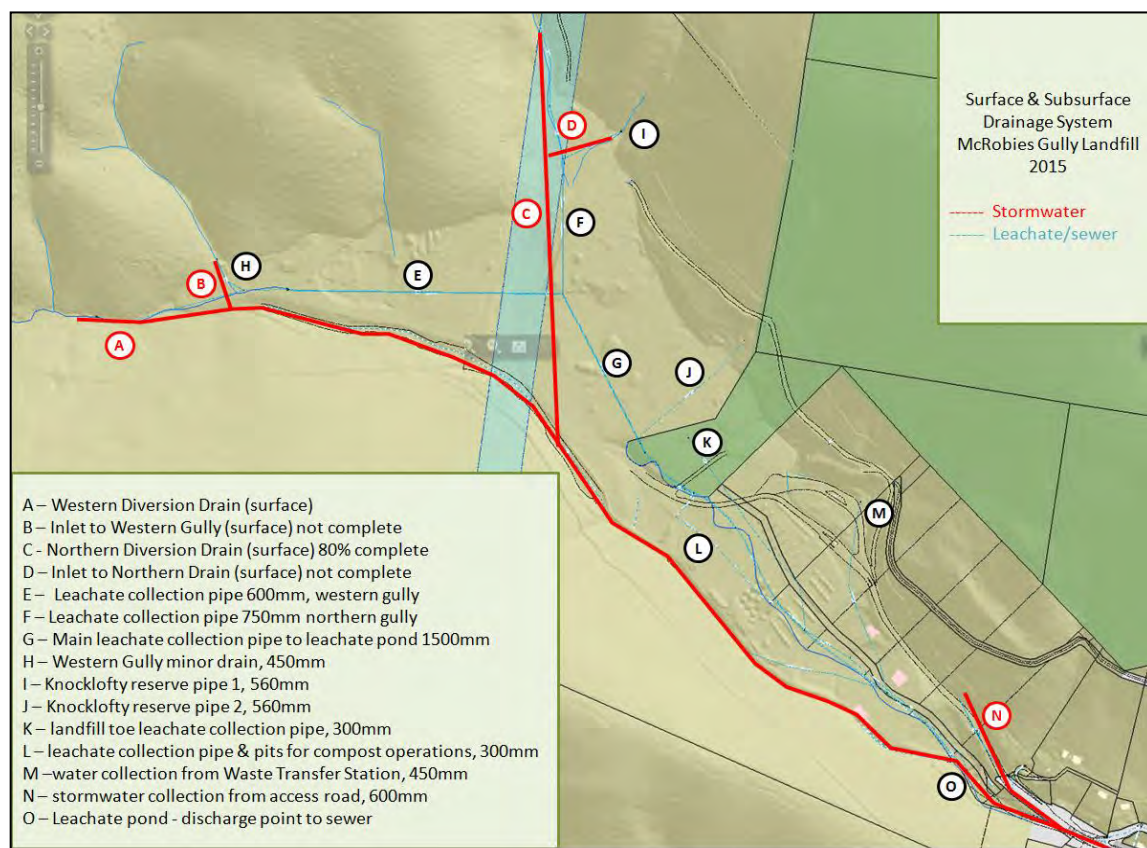 Surface & Subsurface
Drainage System
McRobies Gully Landfill
2015
Stormwater
Leachate/sewer
D
I
C
F
H
E
B
A
G
J
K
M
L
N
O
A – Western Diversion Drain (surface)
B – Inlet to Western Gully (surface) not complete
C - Northern Diversion Drain (surface) 80% complete
D – Inlet to Northern Drain (surface) not complete
E – Leachate collection pipe 600mm, western gully
F – Leachate collection pipe 750mm northern gully
G – Main leachate collection pipe to leachate pond 1500mm
H – Western Gully minor drain, 450mm
I – Knocklofty reserve pipe 1, 560mm
J – Knocklofty reserve pipe 2, 560mm
K – landfill toe leachate collection pipe, 300mm
L – leachate collection pipe & pits for compost operations, 300mm
M –water collection from Waste Transfer Station, 450mm
N – stormwater collection from access road, 600mm
O – Leachate pond - discharge point to sewer